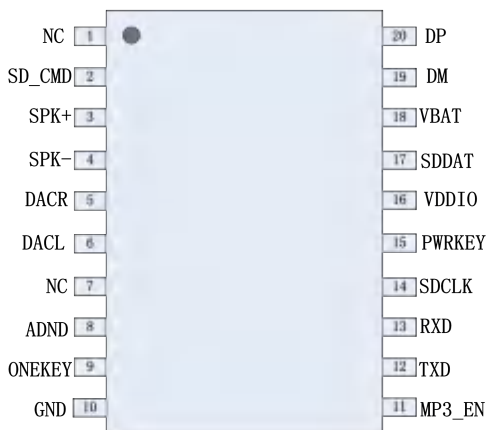 NC 1 20 DP
SD_CMD 2 19 DM
SPK+ 3 18 VBAT
SPK- 4 17 SDDAT
DACR 5 16 VDDIO
DACL 6 15 PWRKEY
NC 7 14 SDCLK
ADND 8 13 RXD
ONEKEY 9 12 TXD
GND 10 11 MP3_EN